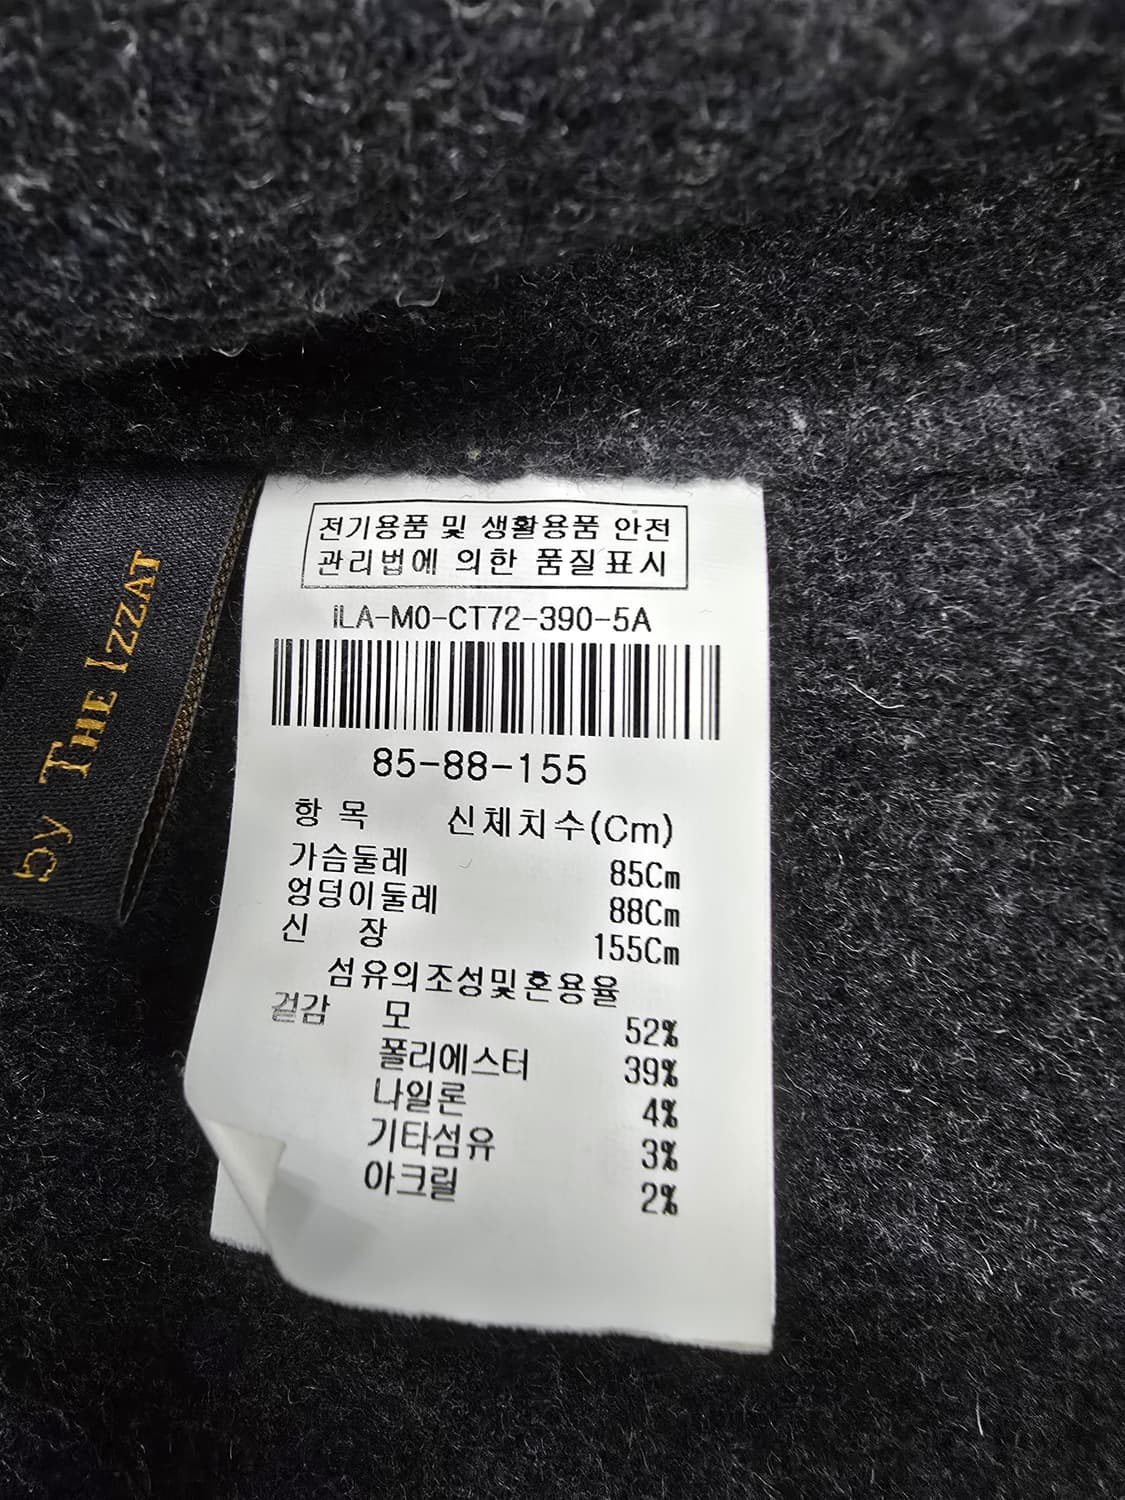 by THE IZZAT
전기용품 및 생활용품 안전
관리법에 의한 품질표시
ILA-M0-CT72-390-5A
85-88-155
항 목 신체치수(Cm)
가슴둘레 85Cm
엉덩이둘레 88Cm
신 장 155Cm
섬유의조성및혼용율
겉감 모 52%
폴리에스터 39%
나일론 4%
기타섬유 3%
아크릴 2%